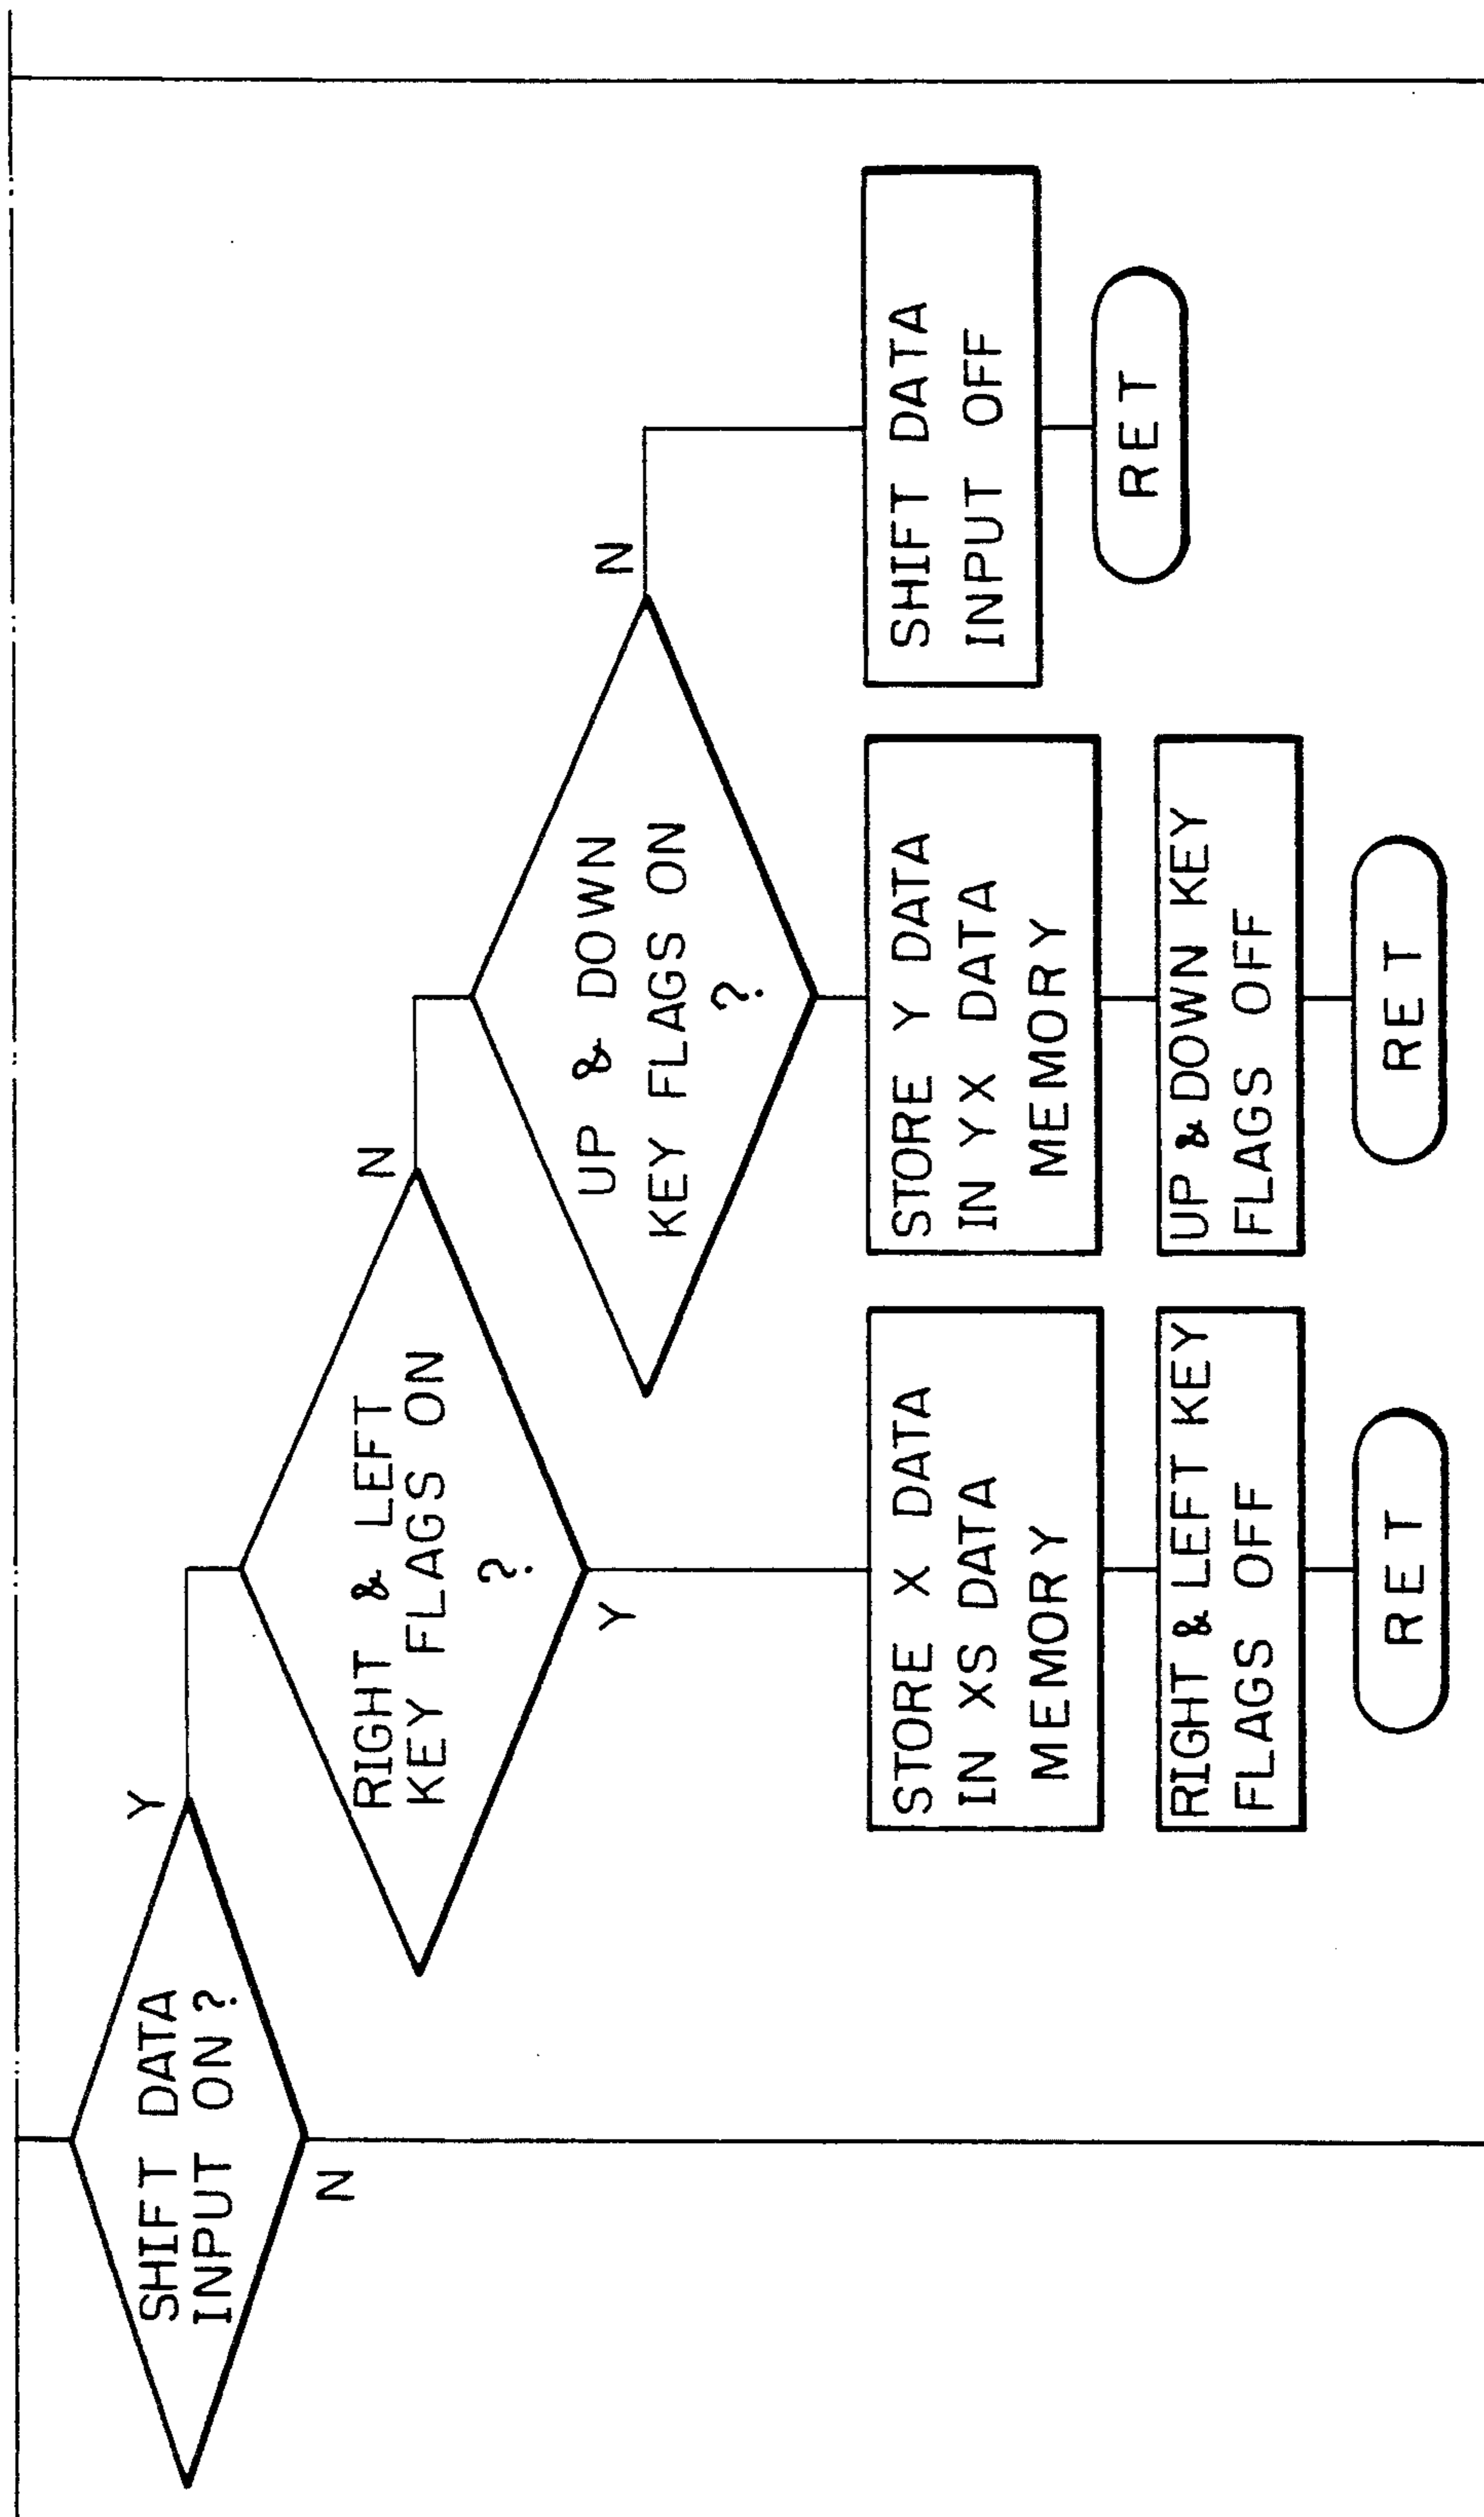 SHIFT DATA
INPUT ON?
Y
N
RIGHT & LEFT
KEY FLAGS ON
?
N
Y
UP & DOWN
KEY FLAGS ON
?
N
STORE X DATA
IN XS DATA
MEMORY
RIGHT & LEFT KEY
FLAGS OFF
RET
STORE Y DATA
IN YX DATA
MEMORY
UP & DOWN KEY
FLAGS OFF
RET
SHIFT DATA
INPUT OFF
RET